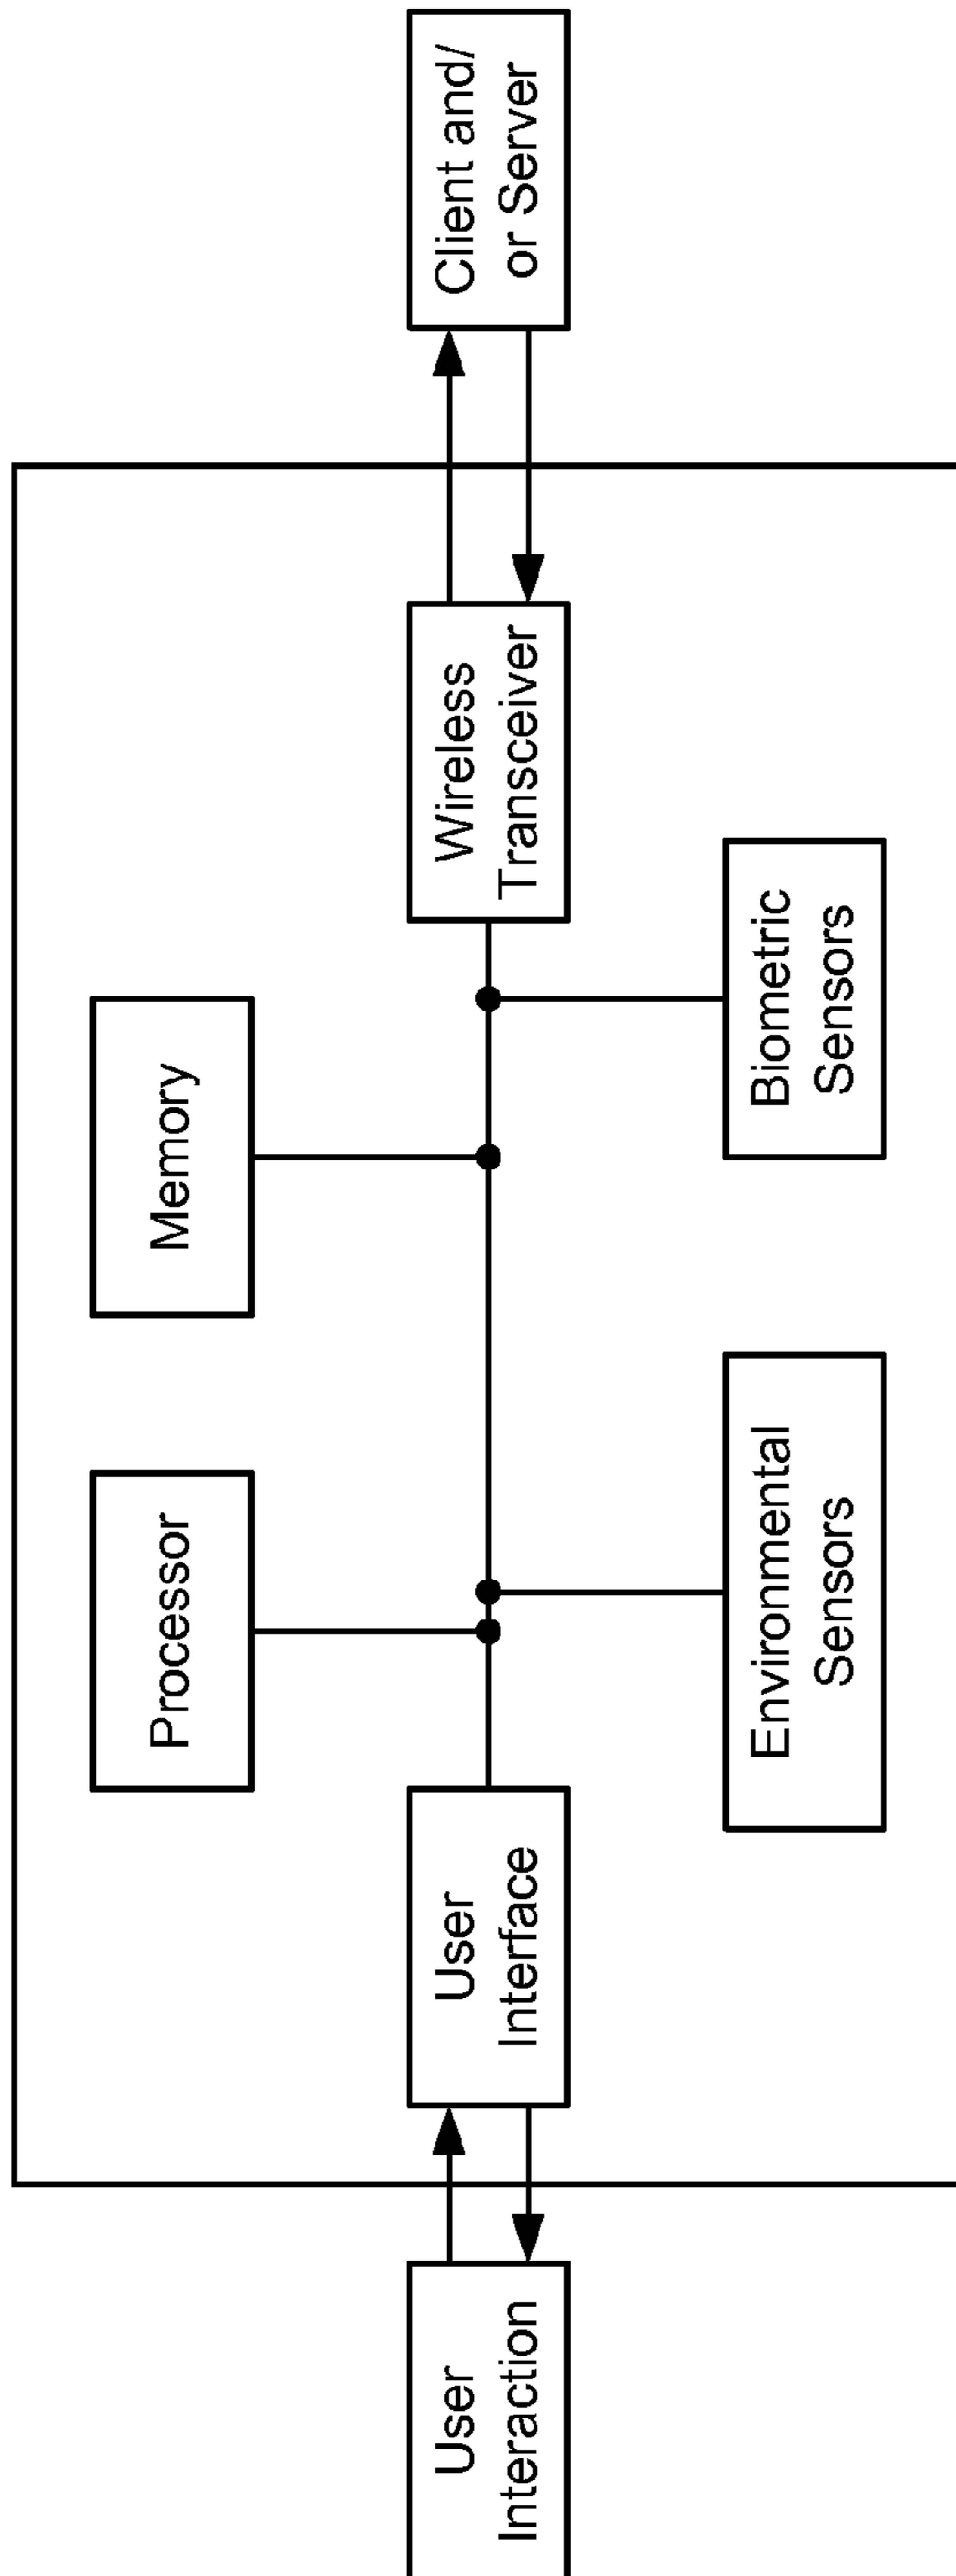 Processor
Memory
User
Interaction
User
Interface
Wireless
Transceiver
Client and/
or Server
Environmental
Sensors
Biometric
Sensors